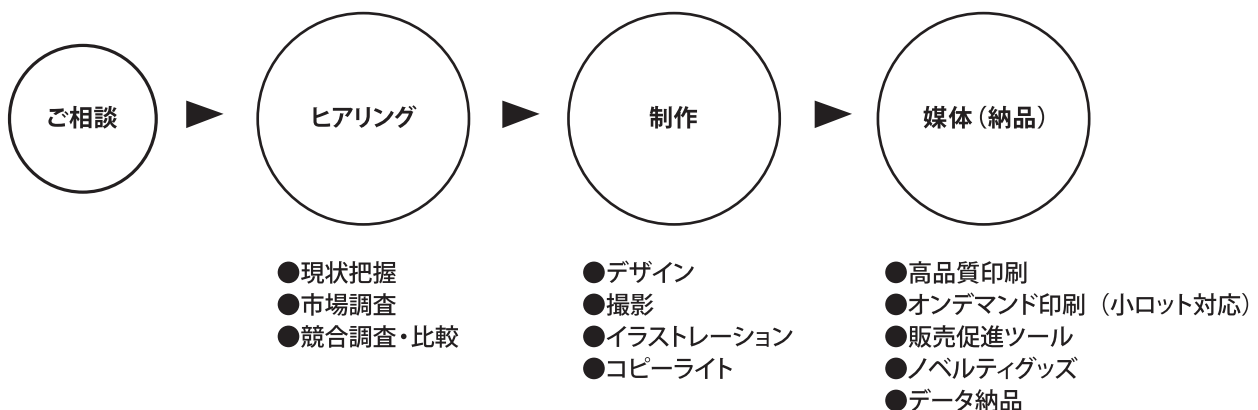 ご相談
ヒアリング
制作
媒体（納品）
●現状把握
●市場調査
●競合調査・比較
●デザイン
●撮影
●イラストレーション
●コピーライト
●高品質印刷
●オンデマンド印刷（小ロット対応）
●販売促進ツール
●ノベルティグッズ
●データ納品